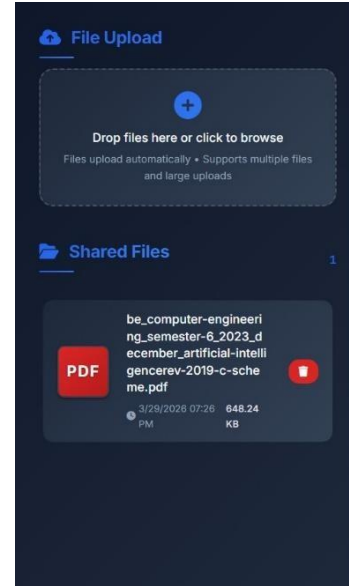 File Upload
Drop files here or click to browse
Files upload automatically • Supports multiple files
and large uploads
Shared Files
1
be_computer-engineeri
ng_semester-6_2023_d
ecember_artificial-intelli
gencerev-2019-c-sche
me.pdf
PDF
3/29/2026 07:26 648.24
PM KB